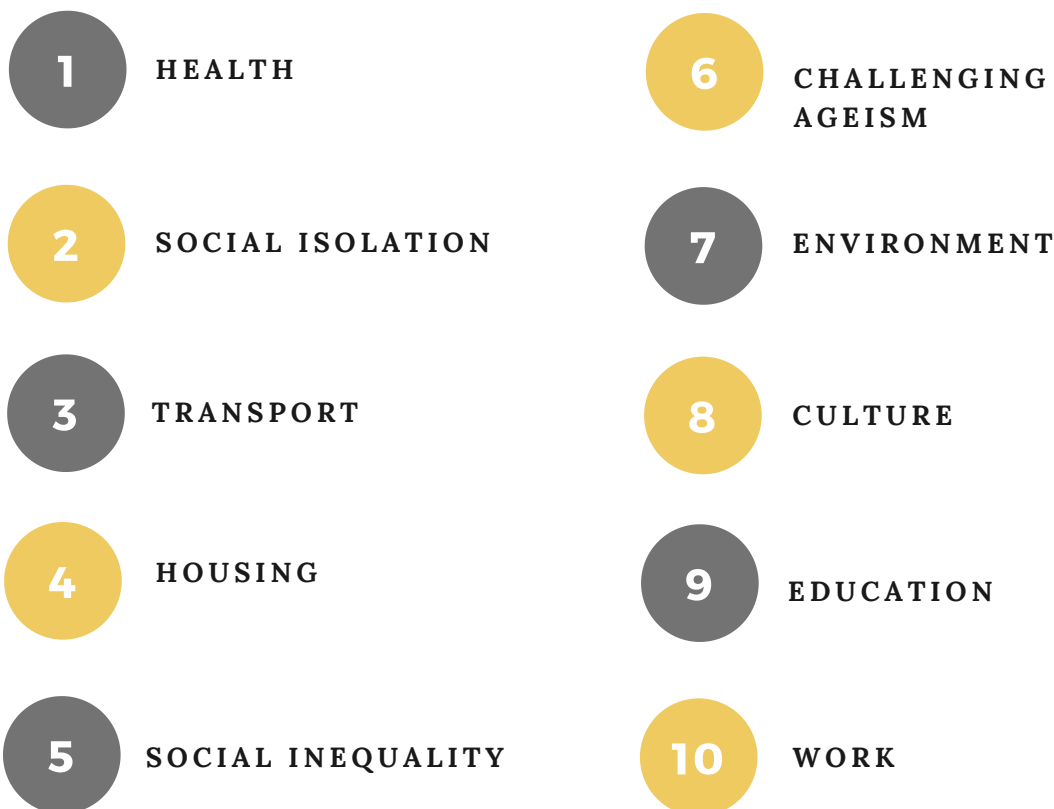 1
HEALTH
2
SOCIAL ISOLATION
3
TRANSPORT
4
HOUSING
5
SOCIAL INEQUALITY
6
CHALLENGING
AGEISM
7
ENVIRONMENT
8
CULTURE
9
EDUCATION
10
WORK